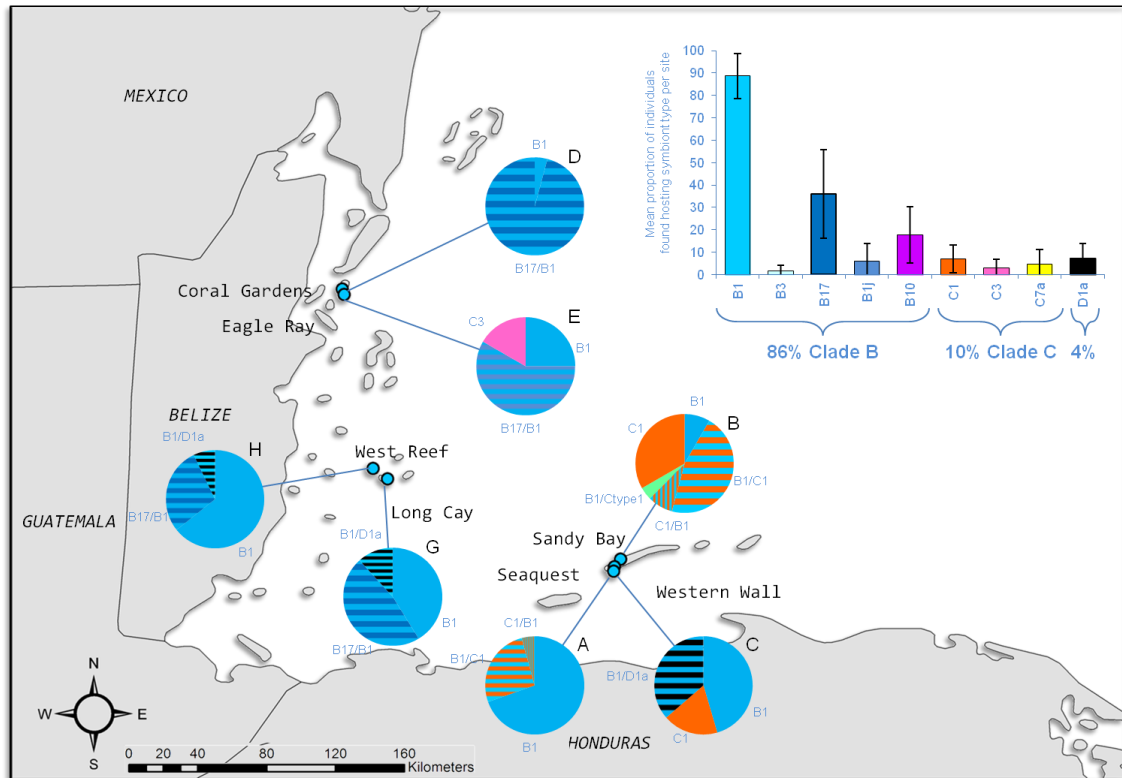 MEXICO
Coral Gardens
Eagle Ray
BELIZE
West Reef
Long Cay
GUATEMALA
Sandy Bay
Seaquest
Western Wall
HONDURAS
B1
D
B17/B1
C3
E
B1
B17/B1
B1/D1a
H
B17/B1
B1
B1/D1a
G
B17/B1
B1
B1
B
C1
B1/C1
B1/Ctype1
C1/B1
C1/B1
A
B1/C1
B1
C
B1/D1a
B1
C1
Mean proportion of individuals
found hosting symbiont type per site
100
90
80
70
60
50
40
30
20
10
0
B1
B3
B17
B1j
B10
C1
C3
C7a
D1a
86% Clade B
10% Clade C
4%
N
W
E
S
0 20 40 80 120 160
Kilometers